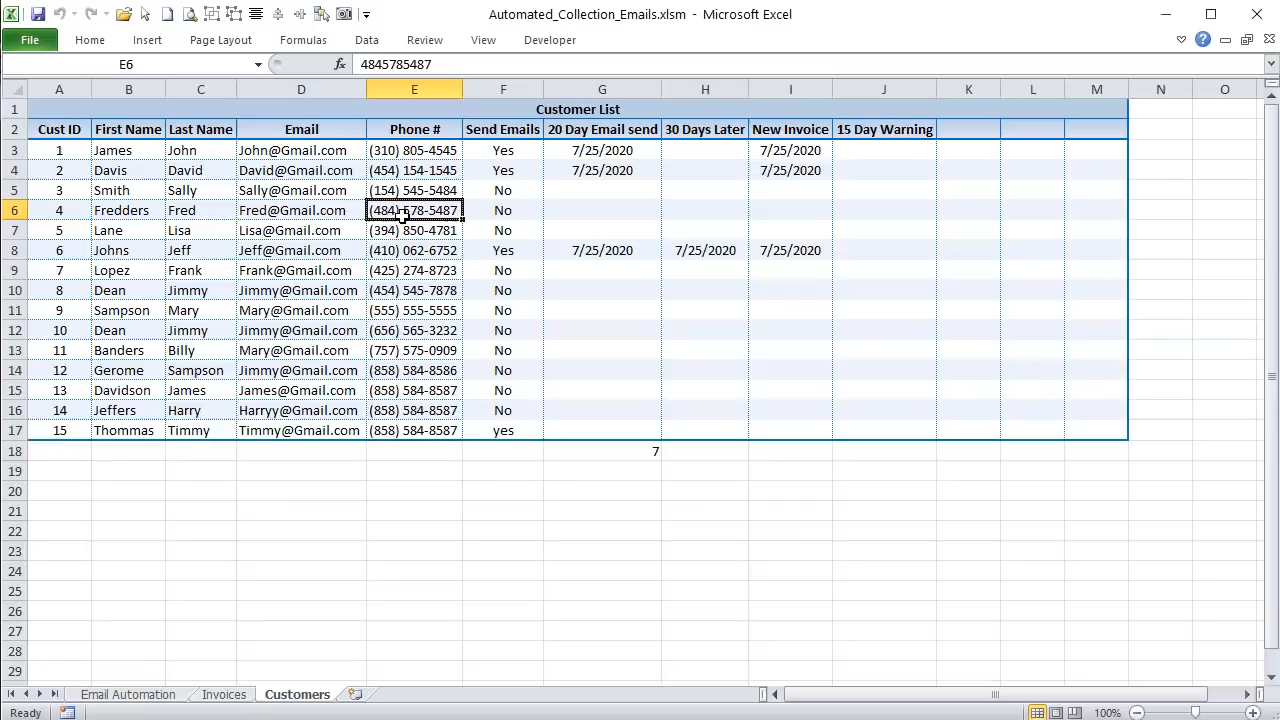 Automated_Collection_Emails.xlsm - Microsoft Excel
File Home Insert Page Layout Formulas Data Review View Developer
E6 fx 4845785487
A B C D E F G H I J K L M N O
1 Customer List
2 Cust ID First Name Last Name Email Phone # Send Emails 20 Day Email send 30 Days Later New Invoice 15 Day Warning
3 1 James John John@Gmail.com (310) 805-4545 Yes 7/25/2020 7/25/2020
4 2 Davis David David@Gmail.com (454) 154-1545 Yes 7/25/2020 7/25/2020
5 3 Smith Sally Sally@Gmail.com (154) 545-5484 No
6 4 Fredders Fred Fred@Gmail.com (484) 578-5487 No
7 5 Lane Lisa Lisa@Gmail.com (394) 850-4781 No
8 6 Johns Jeff Jeff@Gmail.com (410) 062-6752 Yes 7/25/2020 7/25/2020 7/25/2020
9 7 Lopez Frank Frank@Gmail.com (425) 274-8723 No
10 8 Dean Jimmy Jimmy@Gmail.com (454) 545-7878 No
11 9 Sampson Mary Mary@Gmail.com (555) 555-5555 No
12 10 Dean Jimmy Jimmy@Gmail.com (656) 565-3232 No
13 11 Banders Billy Mary@Gmail.com (757) 575-0909 No
14 12 Gerome Sampson Jimmy@Gmail.com (858) 584-8586 No
15 13 Davidson James James@Gmail.com (858) 584-8587 No
16 14 Jeffers Harry Harryy@Gmail.com (858) 584-8587 No
17 15 Thommas Timmy Timmy@Gmail.com (858) 584-8587 yes
18 7
19
20
21
22
23
24
25
26
27
28
29
Email Automation Invoices Customers
Ready 100%